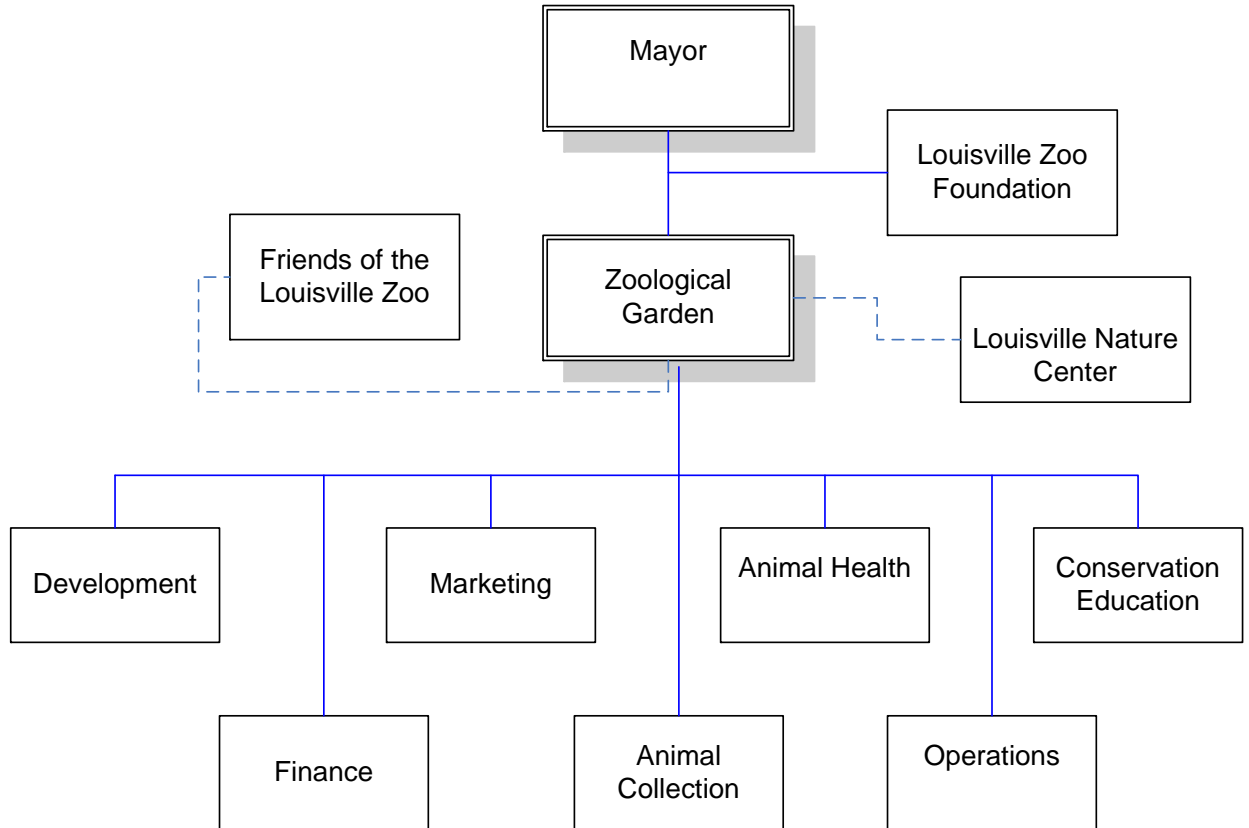 Mayor
Louisville Zoo
Foundation
Friends of the
Louisville Zoo
Zoological
Garden
Louisville Nature
Center
Development
Marketing
Animal Health
Conservation
Education
Finance
Animal
Collection
Operations